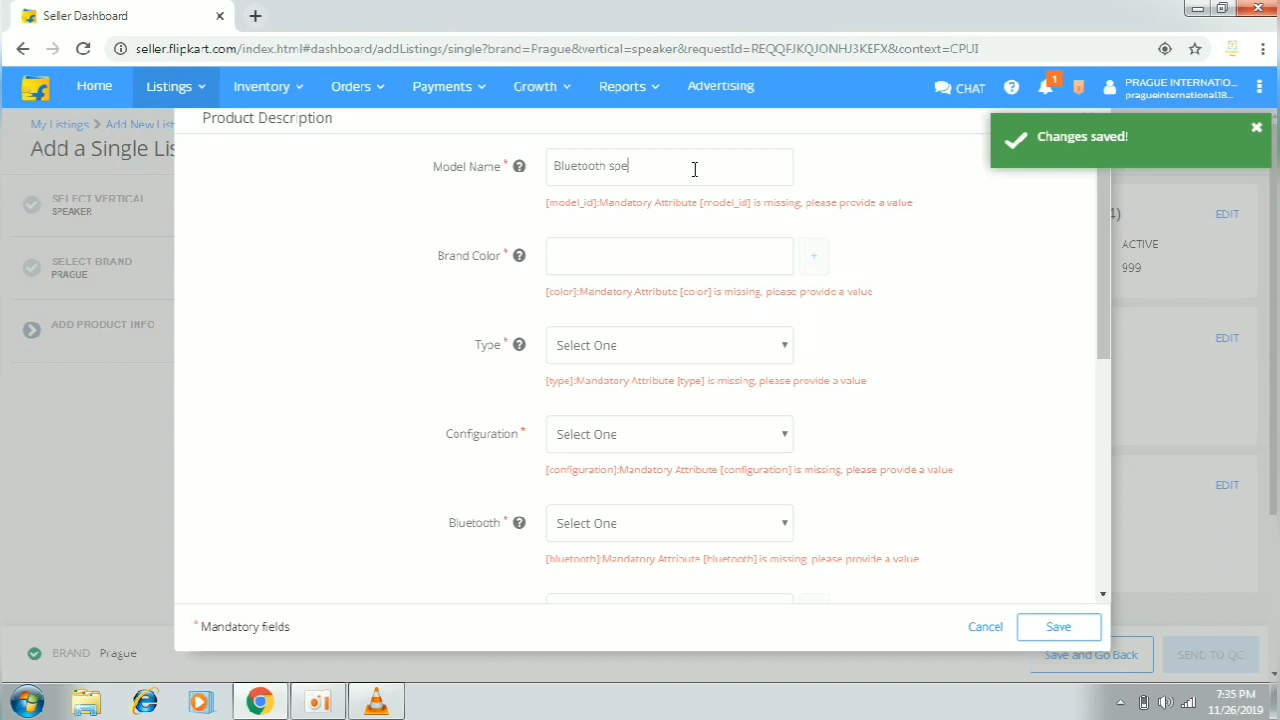 Seller Dashboard
seller.flipkart.com/index.html#dashboard/addListings/single?brand=Prague&vertical=speaker&requestId=REQQFJKQJONHJ3KEFX&context=CPUI
Home Listings Inventory Orders Payments Growth Reports Advertising CHAT 1 PRAGUE INTERNATIO...
pragueinternational18...
My Listings > Add New List
Add a Single Lis
Product Description
Changes saved!
Model Name * Bluetooth spe
[model_id]:Mandatory Attribute [model_id] is missing, please provide a value
SELECT VERTICAL
SPEAKER
4) EDIT
ACTIVE
999
Brand Color * +
[color]:Mandatory Attribute [color] is missing, please provide a value
SELECT BRAND
PRAGUE
ADD PRODUCT INFO
Type * Select One
[type]:Mandatory Attribute [type] is missing, please provide a value
EDIT
Configuration * Select One
[configuration]:Mandatory Attribute [configuration] is missing, please provide a value
EDIT
Bluetooth * Select One
[bluetooth]:Mandatory Attribute [bluetooth] is missing, please provide a value
* Mandatory fields Cancel Save
BRAND Prague Save and Go Back SEND TO QC
7:35 PM
11/26/2019